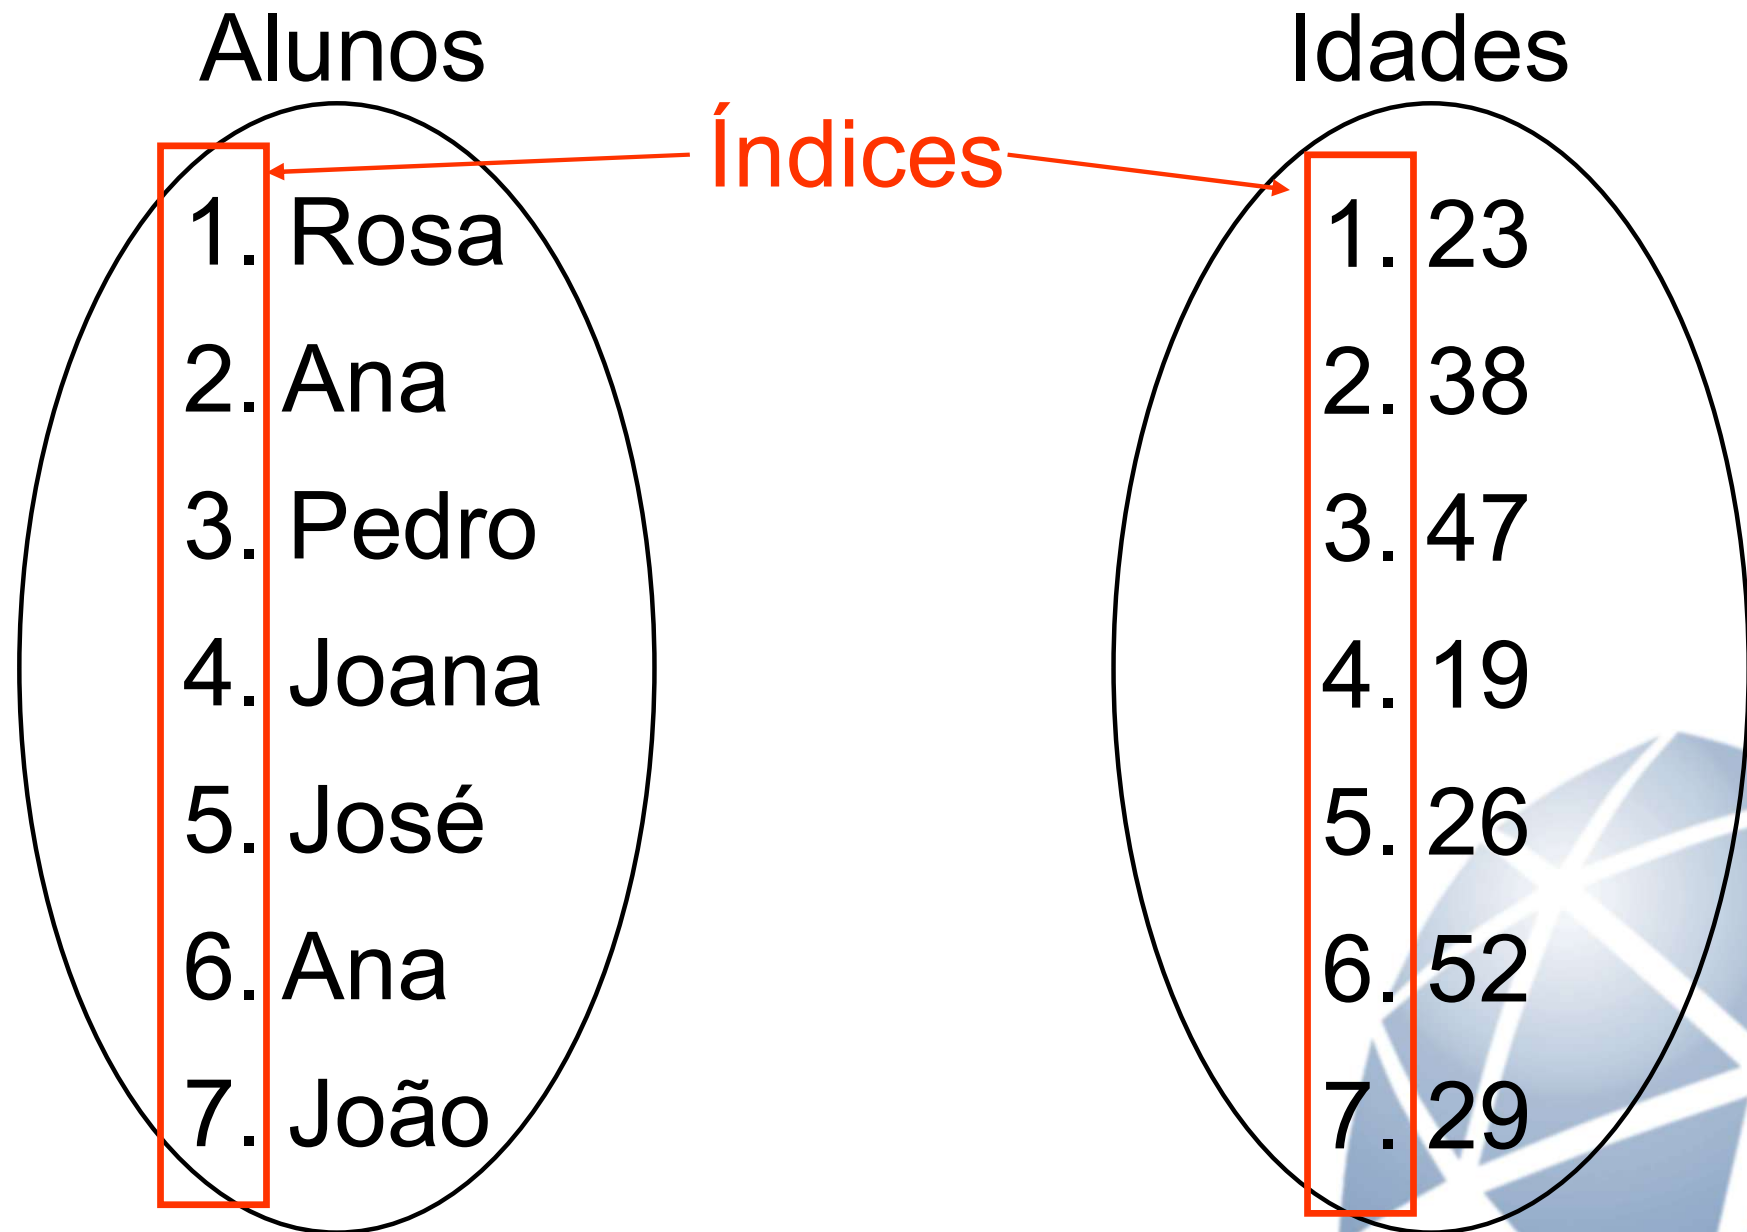 Alunos
1. Rosa
2. Ana
3. Pedro
4. Joana
5. José
6. Ana
7. João
Índices
Idades
1. 23
2. 38
3. 47
4. 19
5. 26
6. 52
7. 29